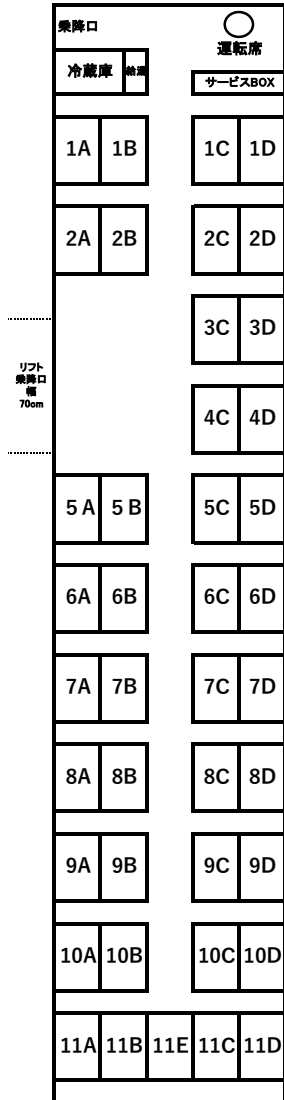 乗降口
運転席
冷蔵庫 給湯
サービスBOX
1A 1B 1C 1D
2A 2B 2C 2D
3C 3D
リフト
乗降口
幅
70cm
4C 4D
5A 5B 5C 5D
6A 6B 6C 6D
7A 7B 7C 7D
8A 8B 8C 8D
9A 9B 9C 9D
10A 10B 10C 10D
11A 11B 11E 11C 11D